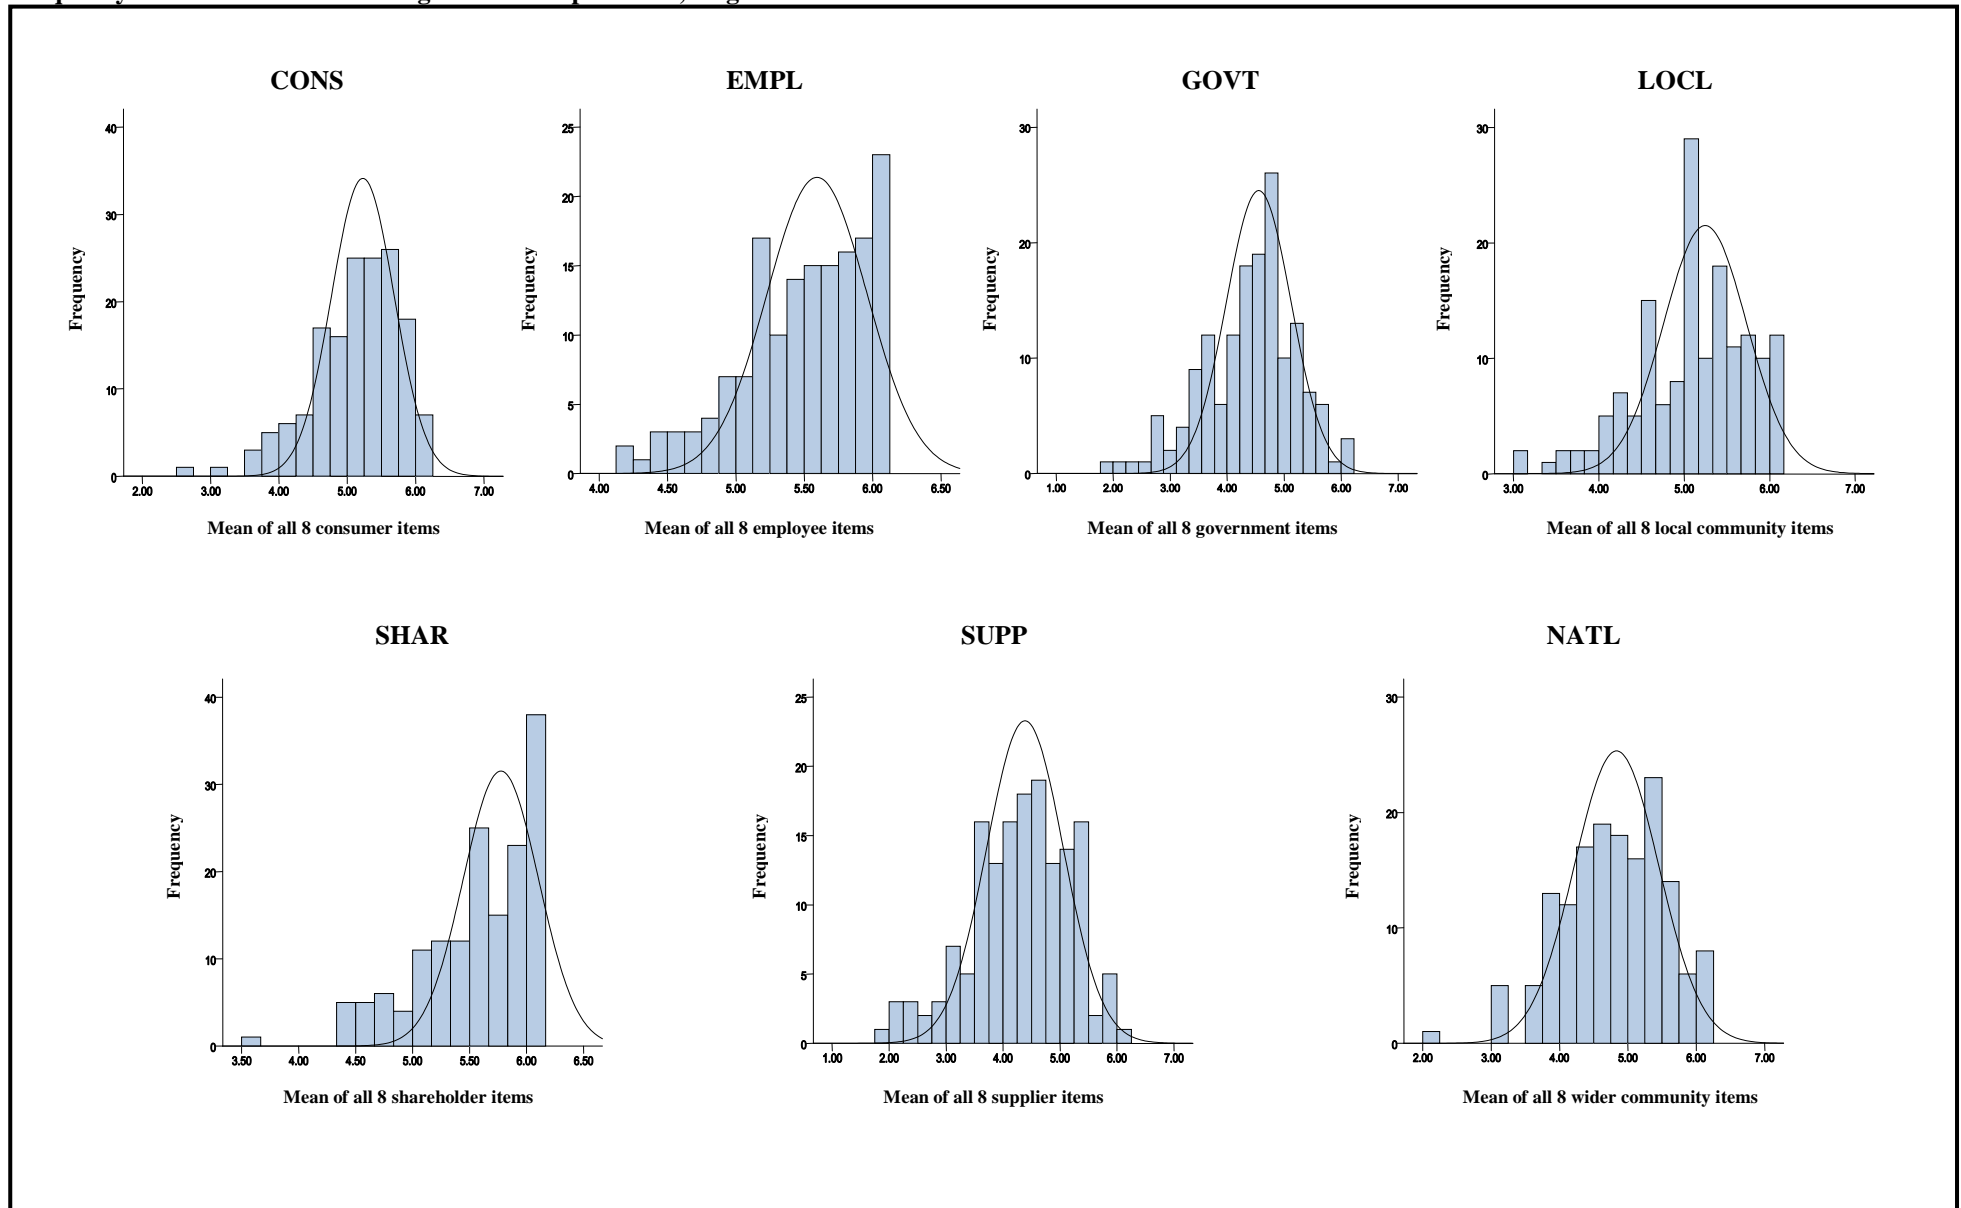 CONS
40
30
20
10
0
Frequency
2.00 3.00 4.00 5.00 6.00 7.00
Mean of all 8 consumer items
EMPL
25
20
15
10
5
0
Frequency
4.00 4.50 5.00 5.50 6.00 6.50
Mean of all 8 employee items
GOVT
30
20
10
0
Frequency
1.00 2.00 3.00 4.00 5.00 6.00 7.00
Mean of all 8 government items
LOCL
30
20
10
0
Frequency
3.00 4.00 5.00 6.00 7.00
Mean of all 8 local community items
SHAR
40
30
20
10
0
Frequency
3.50 4.00 4.50 5.00 5.50 6.00 6.50
Mean of all 8 shareholder items
SUPP
25
20
15
10
5
0
Frequency
1.00 2.00 3.00 4.00 5.00 6.00 7.00
Mean of all 8 supplier items
NATL
30
20
10
0
Frequency
2.00 3.00 4.00 5.00 6.00 7.00
Mean of all 8 wider community items